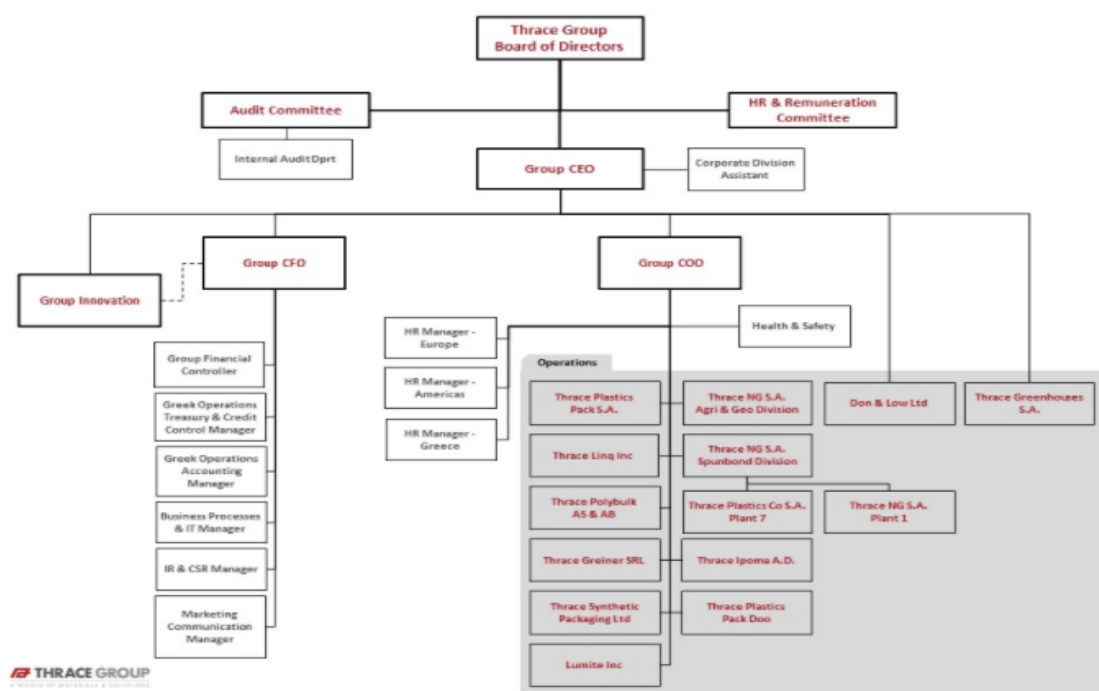 Thrace Group
Board of Directors
Audit Committee
HR & Remuneration
Committee
Internal Audit Dprt
Group CEO
Corporate Division
Assistant
Group CFO
Group COO
Group Innovation
HR Manager -
Europe
Health & Safety
Group Financial
Controller
Operations
HR Manager -
Americas
Thrace Plastics
Pack S.A.
Thrace NG S.A.
Agri & Geo Division
Don & Low Ltd
Thrace Greenhouses
S.A.
Greek Operations
Treasury & Credit
Control Manager
HR Manager -
Greece
Thrace Linq Inc
Thrace NG S.A.
Spunbond Division
Greek Operations
Accounting
Manager
Thrace Polybulk
AS & AB
Thrace Plastics Co S.A.
Plant 7
Thrace NG S.A.
Plant 1
Business Processes
& IT Manager
Thrace Greiner SRL
Thrace Ipoma A.D.
IR & CSR Manager
Thrace Synthetic
Packaging Ltd
Thrace Plastics
Pack Doo
Marketing
Communication
Manager
Lumite Inc
THRACE GROUP
A WORLD OF MATERIALS & SOLUTIONS